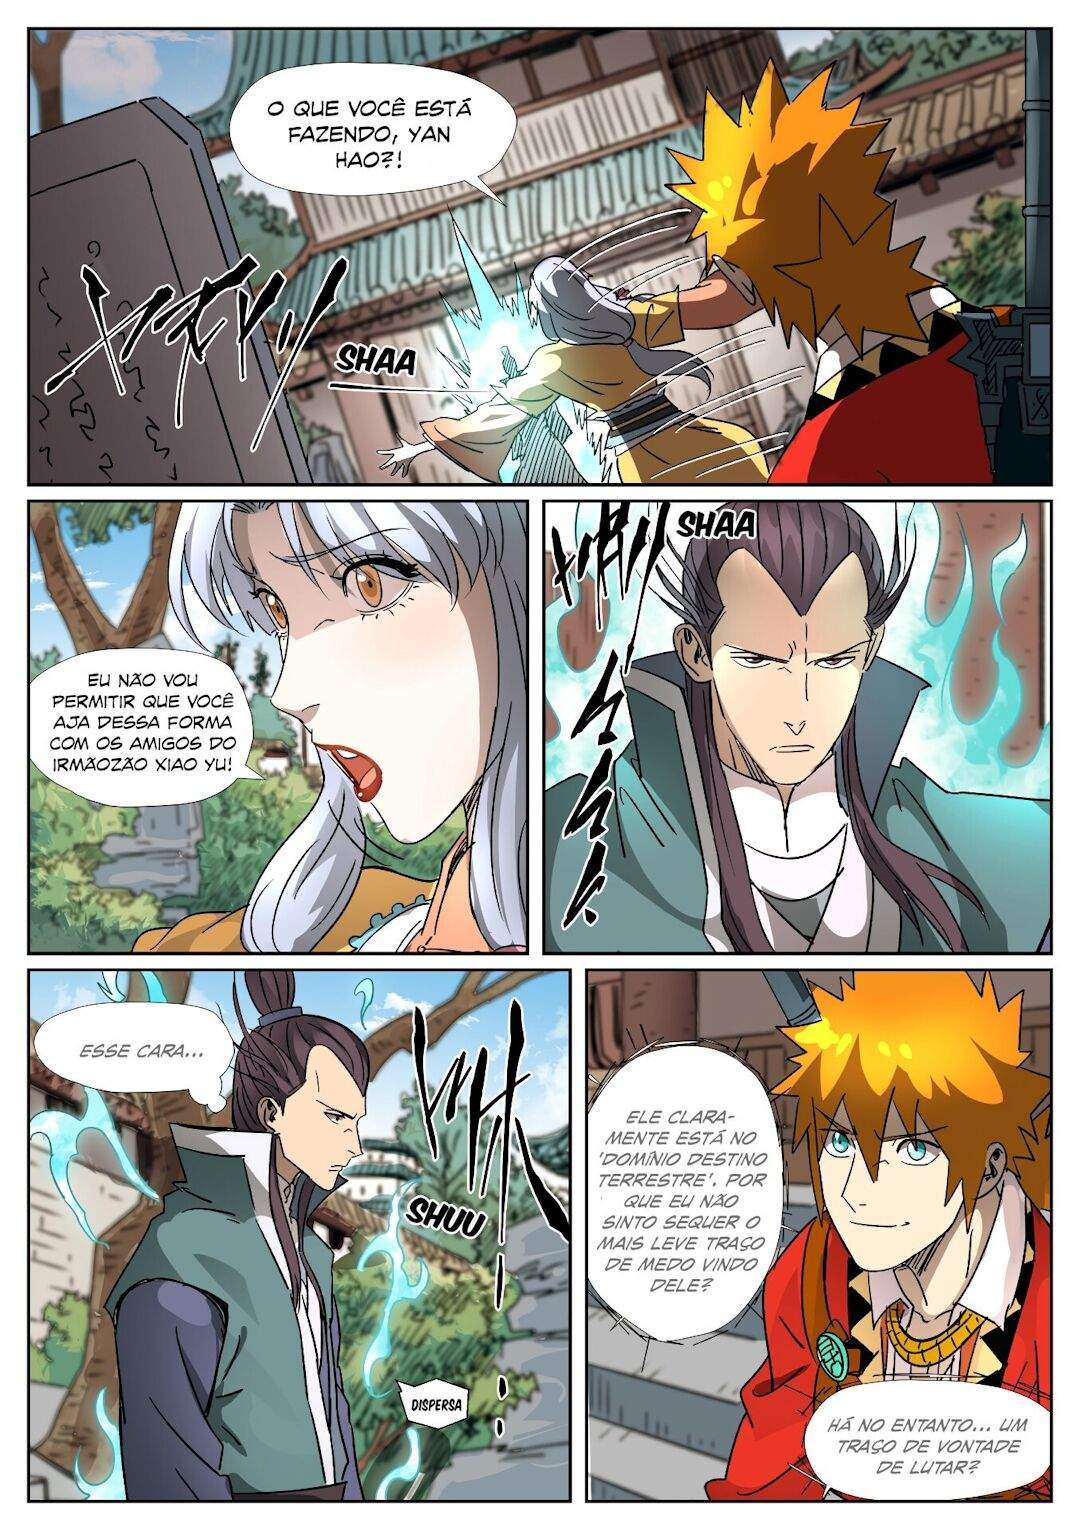 O QUE VOCÊ ESTÁ
FAZENDO, YAN
HAO?!
SHAA
EU NÃO VOU
PERMITIR QUE VOCÊ
AJA DESSA FORMA
COM OS AMIGOS DO
IRMÃOZÃO XIAO YU!
SHAA
ESSE CARA...
SHUU
DISPERSA
ELE CLARA-
MENTE ESTÁ NO
'DOMÍNIO DESTINO
TERRESTRE'. POR
QUE EU NÃO
SINTO SEQUER O
MAIS LEVE TRAÇO
DE MEDO VINDO
DELE?
HÁ NO ENTANTO... UM
TRAÇO DE VONTADE
DE LUTAR?